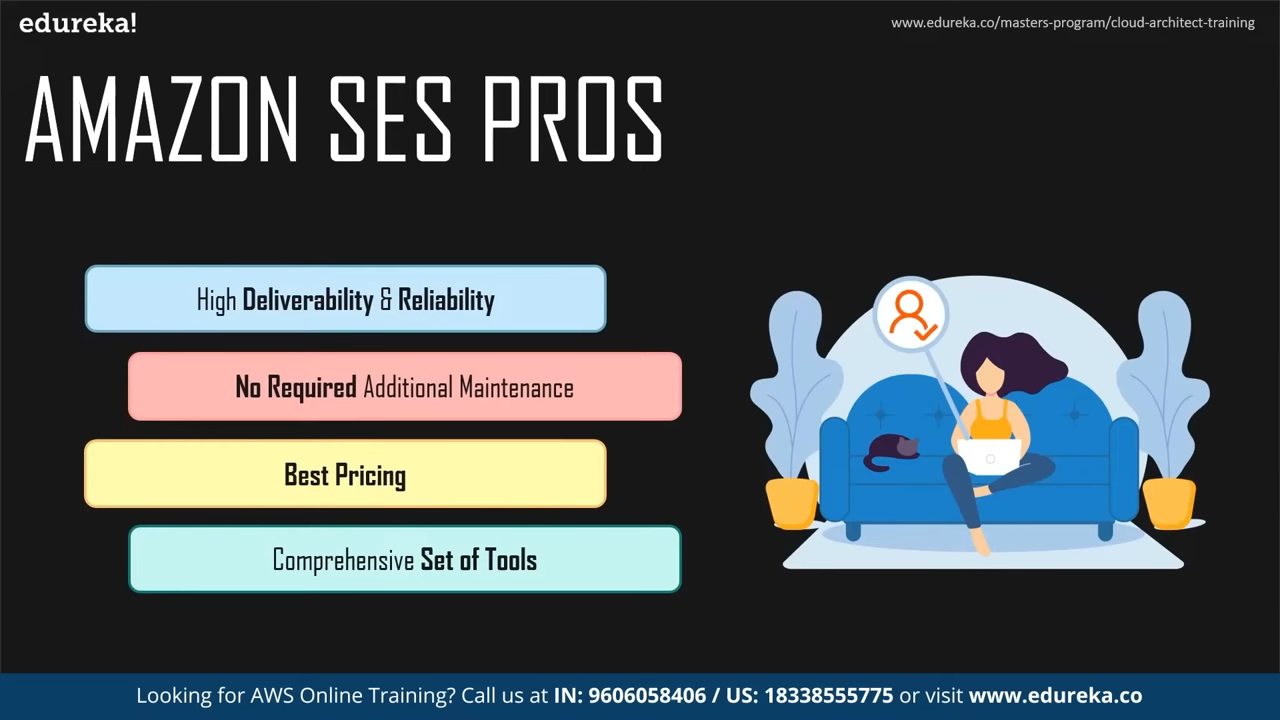 edureka!
www.edureka.co/masters-program/cloud-architect-training
AMAZON SES PROS
High Deliverability & Reliability
No Required Additional Maintenance
Best Pricing
Comprehensive Set of Tools
Looking for AWS Online Training? Call us at IN: 9606058406 / US: 18338555775 or visit www.edureka.co